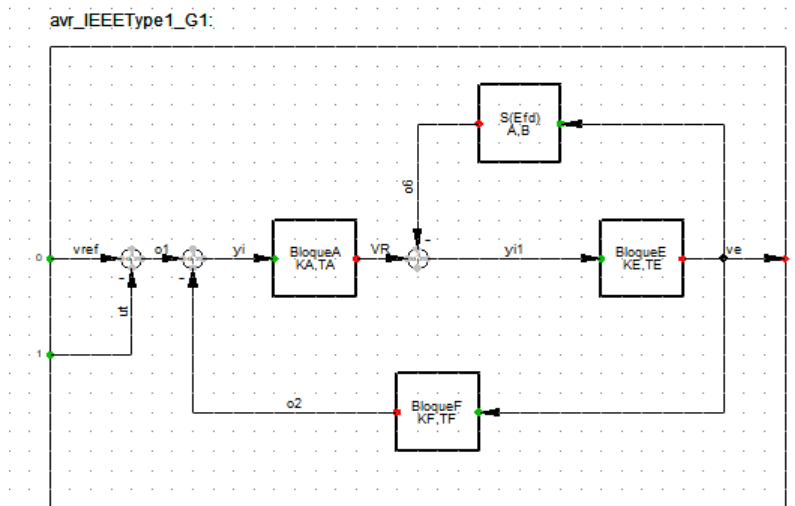 avr_IEEEType1_G1:
S(Efd)
A,B
o6
-
vref
o1
yi
BloqueA
KA,TA
VR
yi1
BloqueE
KE,TE
ve
0
-
-
ut
1
o2
BloqueF
KF,TF